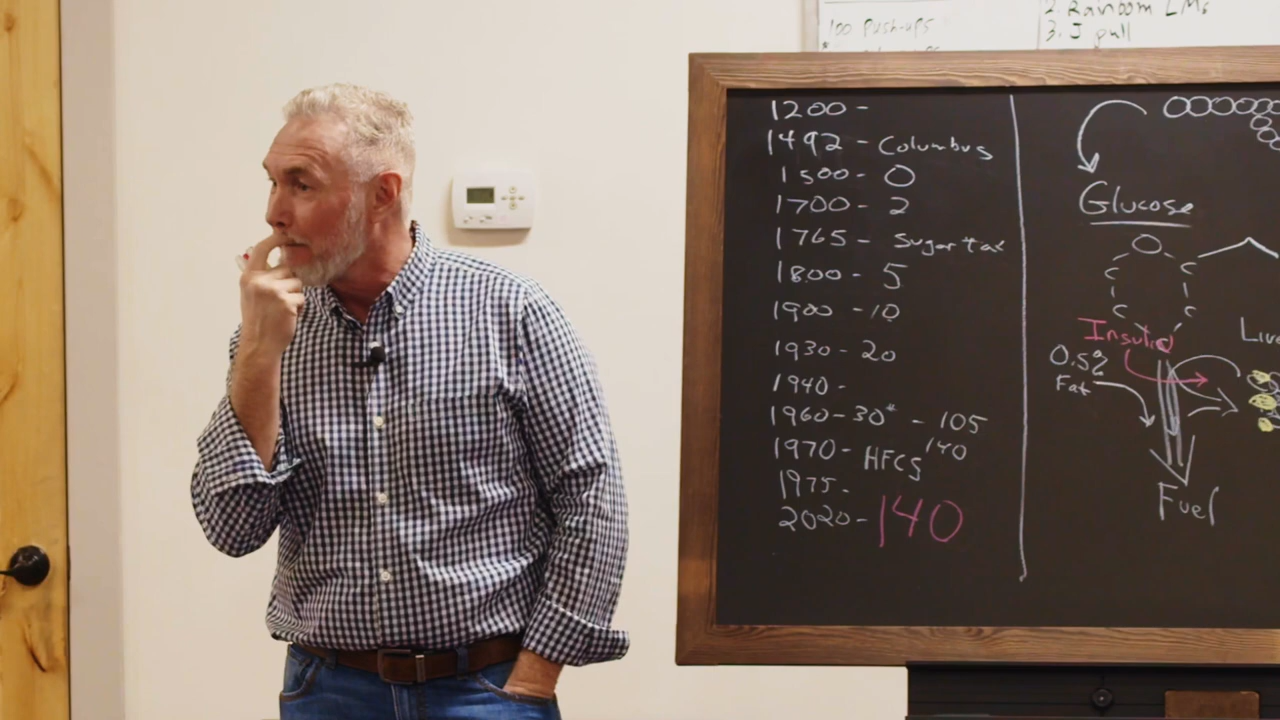 100 Push-ups
2. Rainbow LMs
3. J pull
1200 -
1492 - Columbus
1500 - 0
1700 - 2
1765 - Sugar tax
1800 - 5
1900 - 10
1930 - 20
1940 -
1960 - 30* - 105
1970 - HFCS 140
1975 -
2020 - 140
Glucose
O
C C
C C
Insulin
0.5%
Fat
Live
Fuel